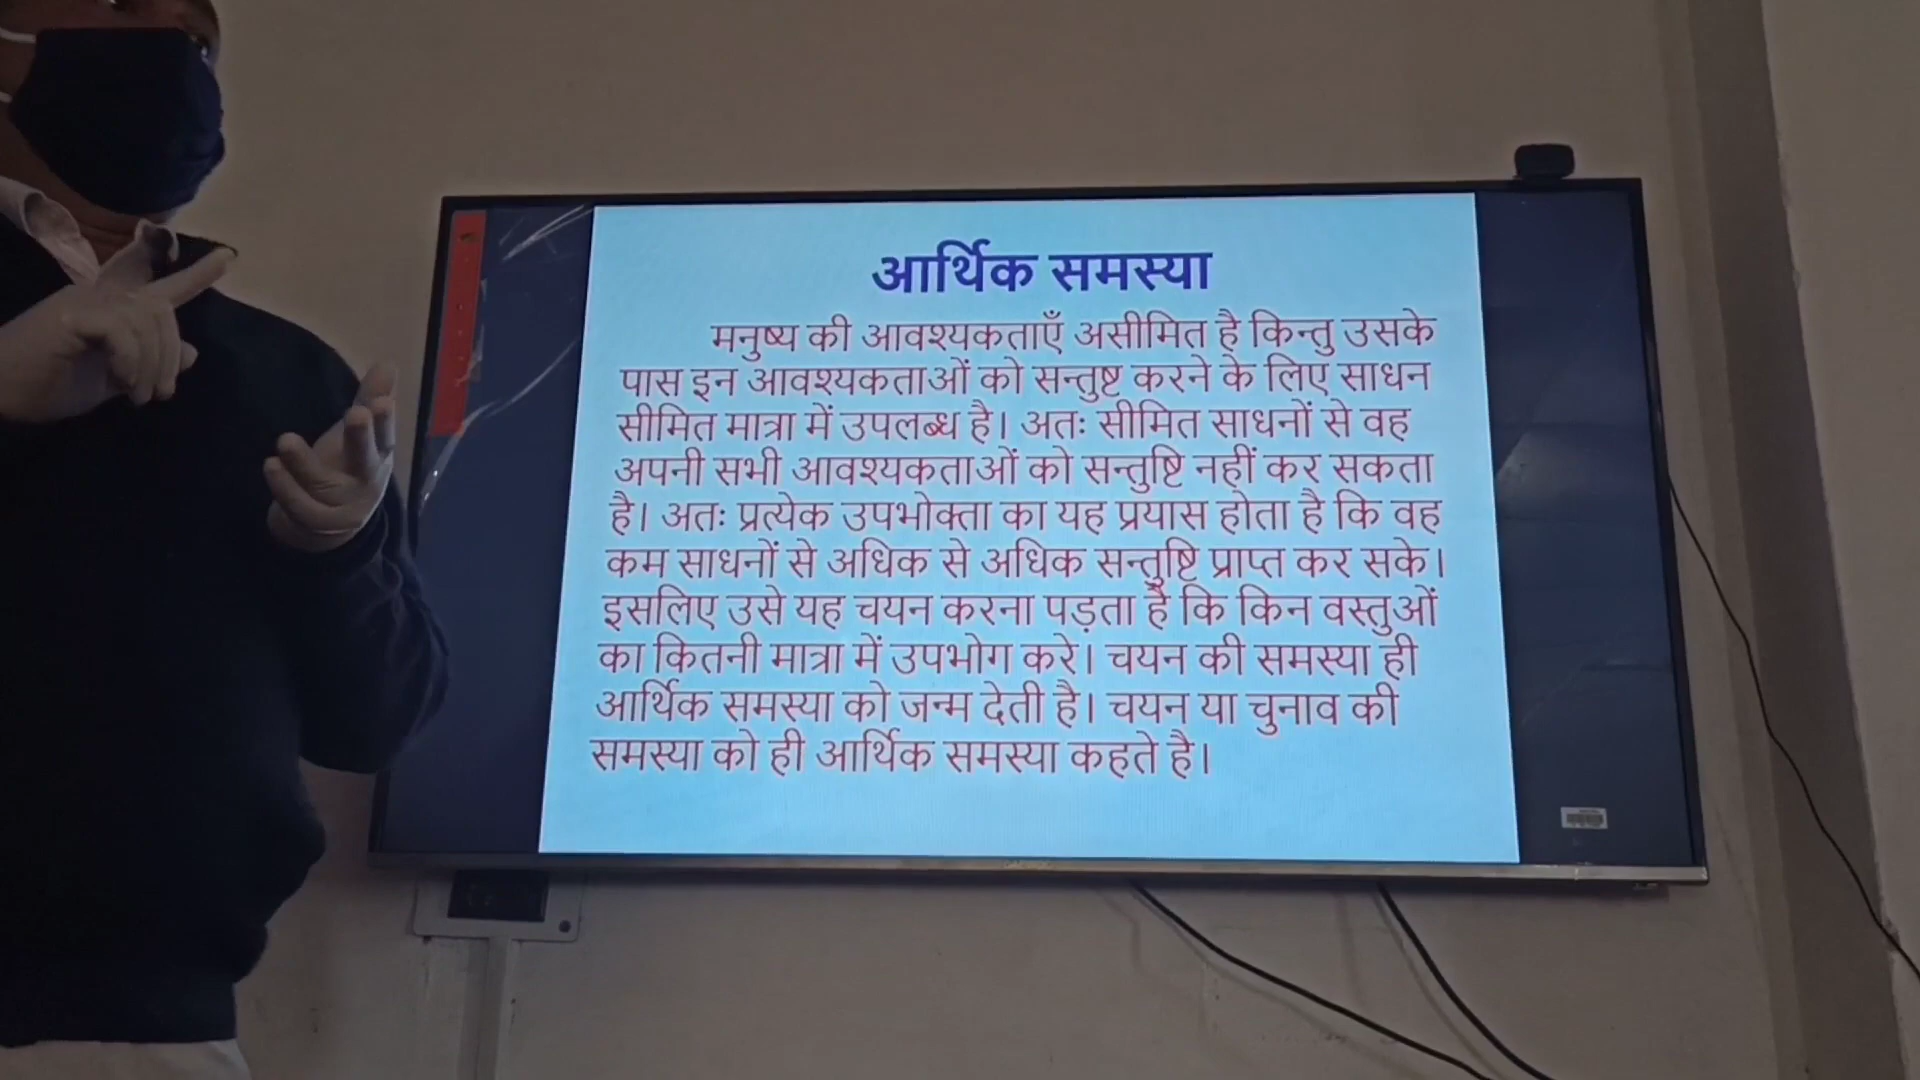 आर्थिक समस्या
मनुष्य की आवश्यकताएँ असीमित है किन्तु उसके
पास इन आवश्यकताओं को सन्तुष्ट करने के लिए साधन
सीमित मात्रा में उपलब्ध है। अतः सीमित साधनों से वह
अपनी सभी आवश्यकताओं को सन्तुष्टि नहीं कर सकता
है। अतः प्रत्येक उपभोक्ता का यह प्रयास होता है कि वह
कम साधनों से अधिक से अधिक सन्तुष्टि प्राप्त कर सके।
इसलिए उसे यह चयन करना पड़ता है कि किन वस्तुओं
का कितनी मात्रा में उपभोग करे। चयन की समस्या ही
आर्थिक समस्या को जन्म देती है। चयन या चुनाव की
समस्या को ही आर्थिक समस्या कहते है।